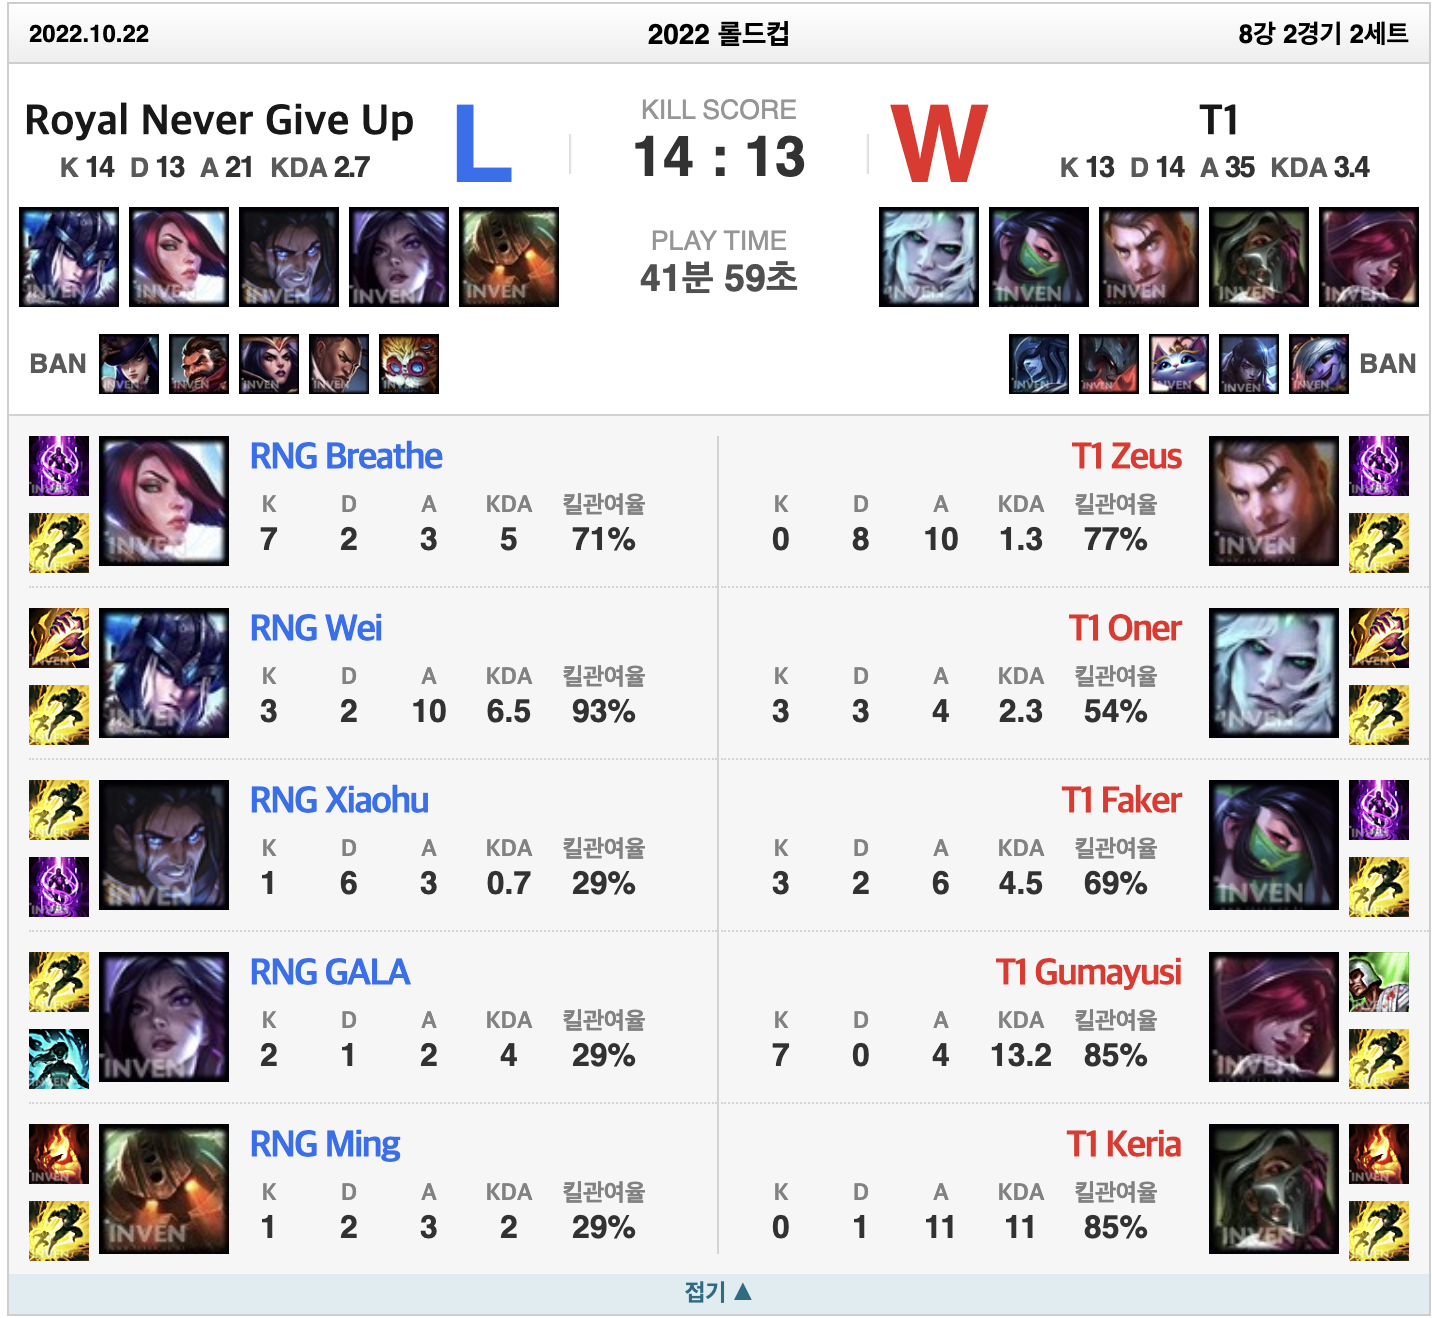 2022.10.22 2022 롤드컵 8강 2경기 2세트
Royal Never Give Up L KILL SCORE W T1
K 14 D 13 A 21 KDA 2.7 14 : 13 K 13 D 14 A 35 KDA 3.4
PLAY TIME
41분 59초
BAN BAN
RNG Breathe T1 Zeus
K D A KDA 킬관여율 K D A KDA 킬관여율
7 2 3 5 71% 0 8 10 1.3 77%
RNG Wei T1 Oner
K D A KDA 킬관여율 K D A KDA 킬관여율
3 2 10 6.5 93% 3 3 4 2.3 54%
RNG Xiaohu T1 Faker
K D A KDA 킬관여율 K D A KDA 킬관여율
1 6 3 0.7 29% 3 2 6 4.5 69%
RNG GALA T1 Gumayusi
K D A KDA 킬관여율 K D A KDA 킬관여율
2 1 2 4 29% 7 0 4 13.2 85%
RNG Ming T1 Keria
K D A KDA 킬관여율 K D A KDA 킬관여율
1 2 3 2 29% 0 1 11 11 85%
접기 ▲